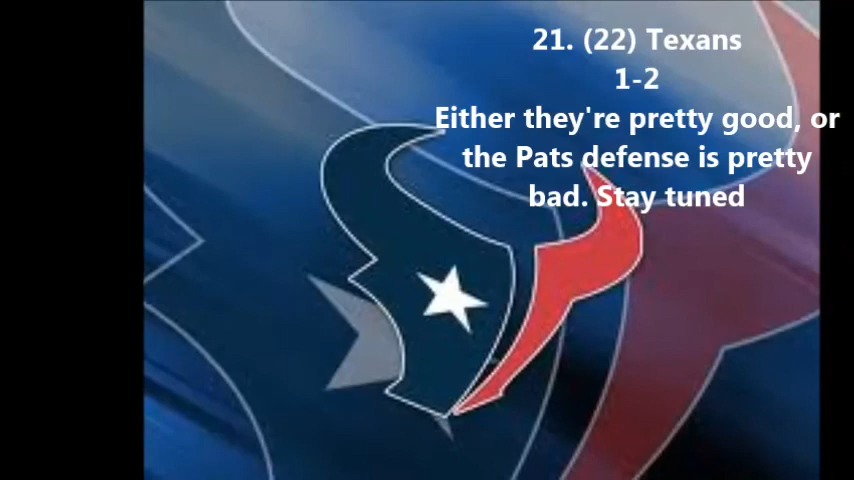 21. (22) Texans
1-2
Either they're pretty good, or
the Pats defense is pretty
bad. Stay tuned